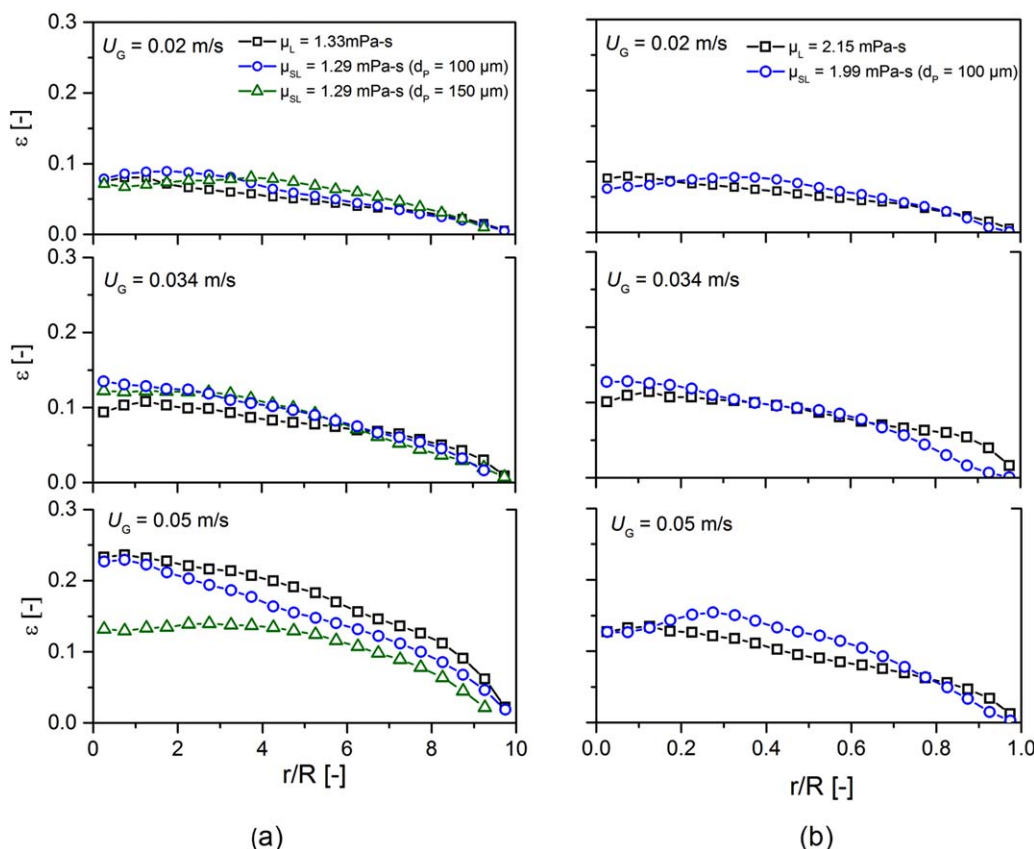 0.3
U_G = 0.02 m/s
μ_L = 1.33mPa-s
μ_SL = 1.29 mPa-s (d_P = 100 μm)
μ_SL = 1.29 mPa-s (d_P = 150 μm)
0.2
ε [-]
0.1
0.0
0.3
U_G = 0.034 m/s
0.2
ε [-]
0.1
0.0
0.3
U_G = 0.05 m/s
0.2
ε [-]
0.1
0.0
0 2 4 6 8 10
r/R [-]
(a)
U_G = 0.02 m/s
μ_L = 2.15 mPa-s
μ_SL = 1.99 mPa-s (d_P = 100 μm)
U_G = 0.034 m/s
U_G = 0.05 m/s
0.0 0.2 0.4 0.6 0.8 1.0
r/R [-]
(b)